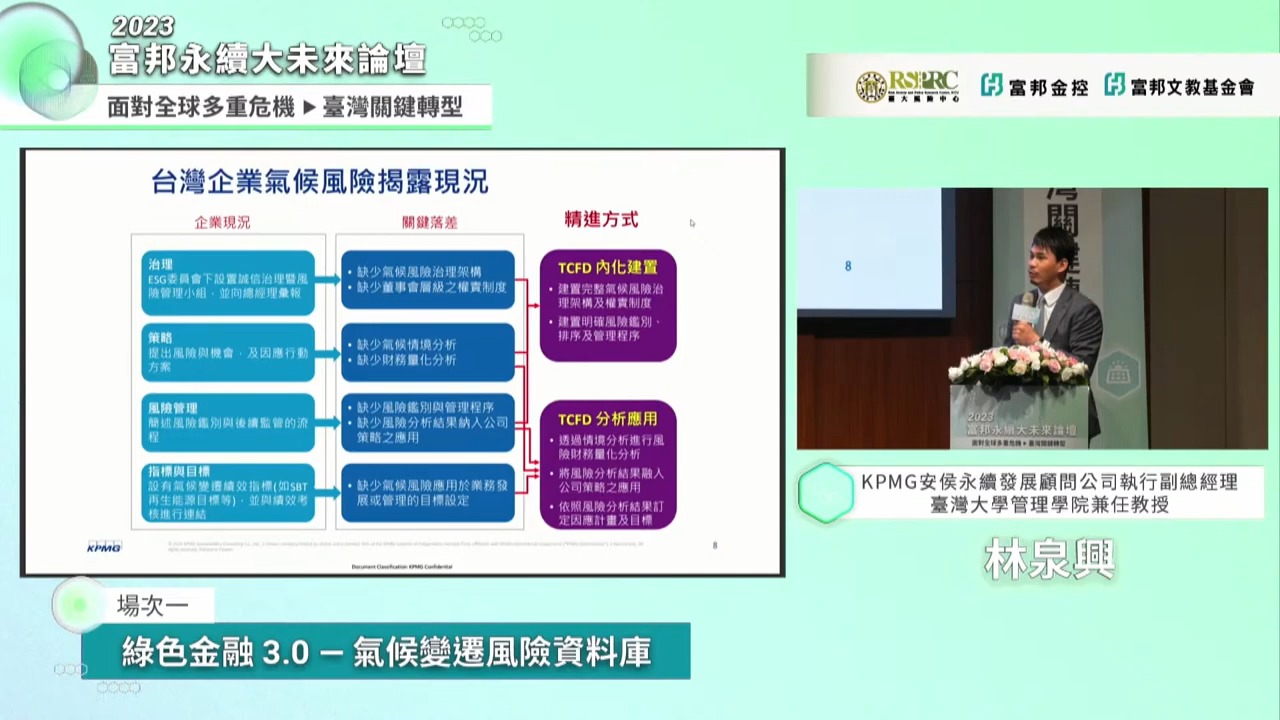 2023
富邦永續大未來論壇
面對全球多重危機▶臺灣關鍵轉型
RSPRC
臺大風險中心
富邦金控
富邦文教基金會
台灣企業氣候風險揭露現況
企業現況
關鍵落差
精進方式
治理
ESG委員會下設置誠信治理暨風
險管理小組，並向總經理彙報
• 缺少氣候風險治理架構
• 缺少董事會層級之權責制度
策略
提出風險與機會，及因應行動
方案
• 缺少氣候情境分析
• 缺少財務量化分析
風險管理
簡述風險鑑別與後續監管的流
程
• 缺少風險鑑別與管理程序
• 缺少風險分析結果納入公司
策略之應用
指標與目標
設有氣候變遷績效指標(如SBT
再生能源目標等)，並與績效考
核進行連結
• 缺少氣候風險應用於業務發
展或管理的目標設定
TCFD 內化建置
• 建置完整氣候風險治
理架構及權責制度
• 建置明確風險鑑別、
排序及管理程序
TCFD 分析應用
• 透過情境分析進行風
險財務量化分析
• 將風險分析結果融入
公司策略之應用
• 依照風險分析結果訂
定因應計畫及目標
KPMG
Document Classification: KPMG Confidential
8
8
灣關鍵轉
2023
富邦永續大未來論壇
面對全球多重危機▶臺灣關鍵轉型
KPMG安侯永續發展顧問公司執行副總經理
臺灣大學管理學院兼任教授
林泉興
場次一
綠色金融 3.0 — 氣候變遷風險資料庫